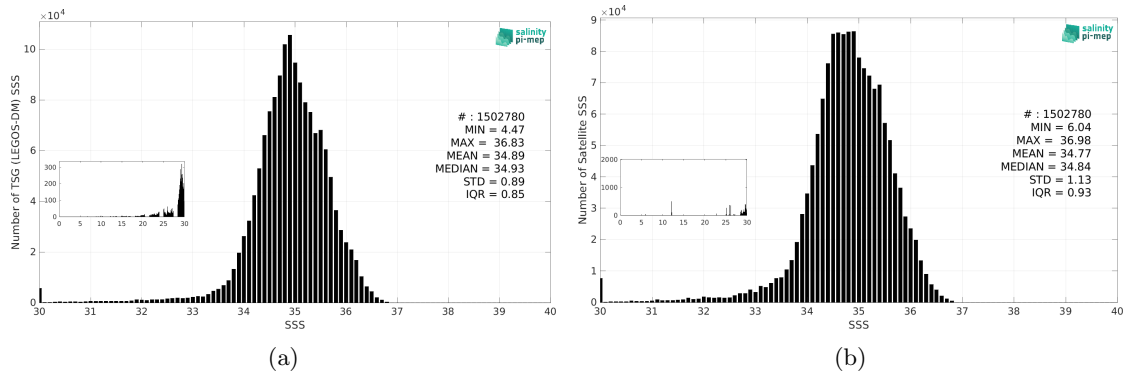 ×10⁴
salinity
pi-mep
Number of TSG (LEGOS-DM) SSS
10
8
6
4
2
0
# : 1502780
MIN = 4.47
MAX = 36.83
MEAN = 34.89
MEDIAN = 34.93
STD = 0.89
IQR = 0.85
300
200
100
0
0 5 10 15 20 25 30
30 31 32 33 34 35 36 37 38 39 40
SSS
(a)
×10⁴
salinity
pi-mep
Number of Satellite SSS
9
8
7
6
5
4
3
2
1
0
# : 1502780
MIN = 6.04
MAX = 36.98
MEAN = 34.77
MEDIAN = 34.84
STD = 1.13
IQR = 0.93
2000
1000
0
0 5 10 15 20 25 30
30 31 32 33 34 35 36 37 38 39 40
SSS
(b)